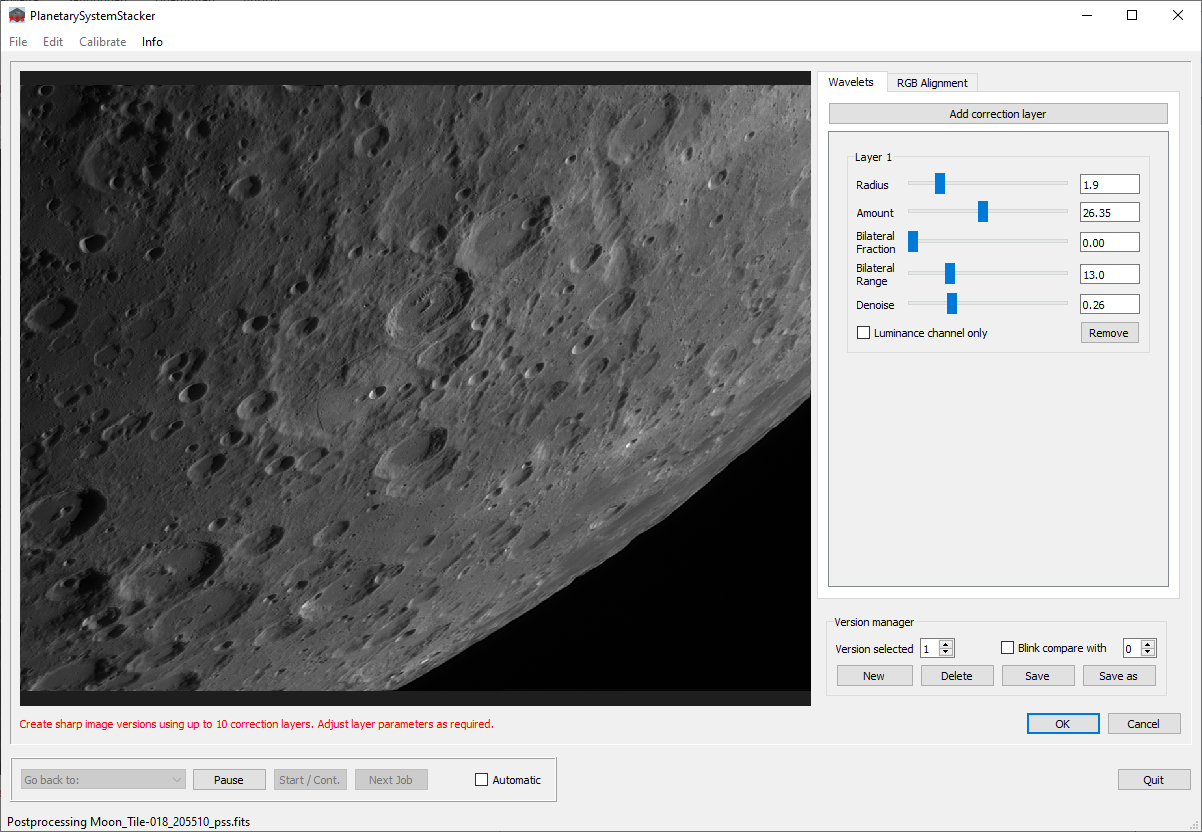 PlanetarySystemStacker
File Edit Calibrate Info
Wavelets RGB Alignment
Add correction layer
Layer 1
Radius 1.9
Amount 26.35
Bilateral
Fraction 0.00
Bilateral
Range 13.0
Denoise 0.26
Luminance channel only Remove
Version manager
Version selected 1 Blink compare with 0
New Delete Save Save as
Create sharp image versions using up to 10 correction layers. Adjust layer parameters as required.
OK Cancel
Go back to: Pause Start / Cont. Next Job Automatic Quit
Postprocessing Moon_Tile-018_205510_pss.fits